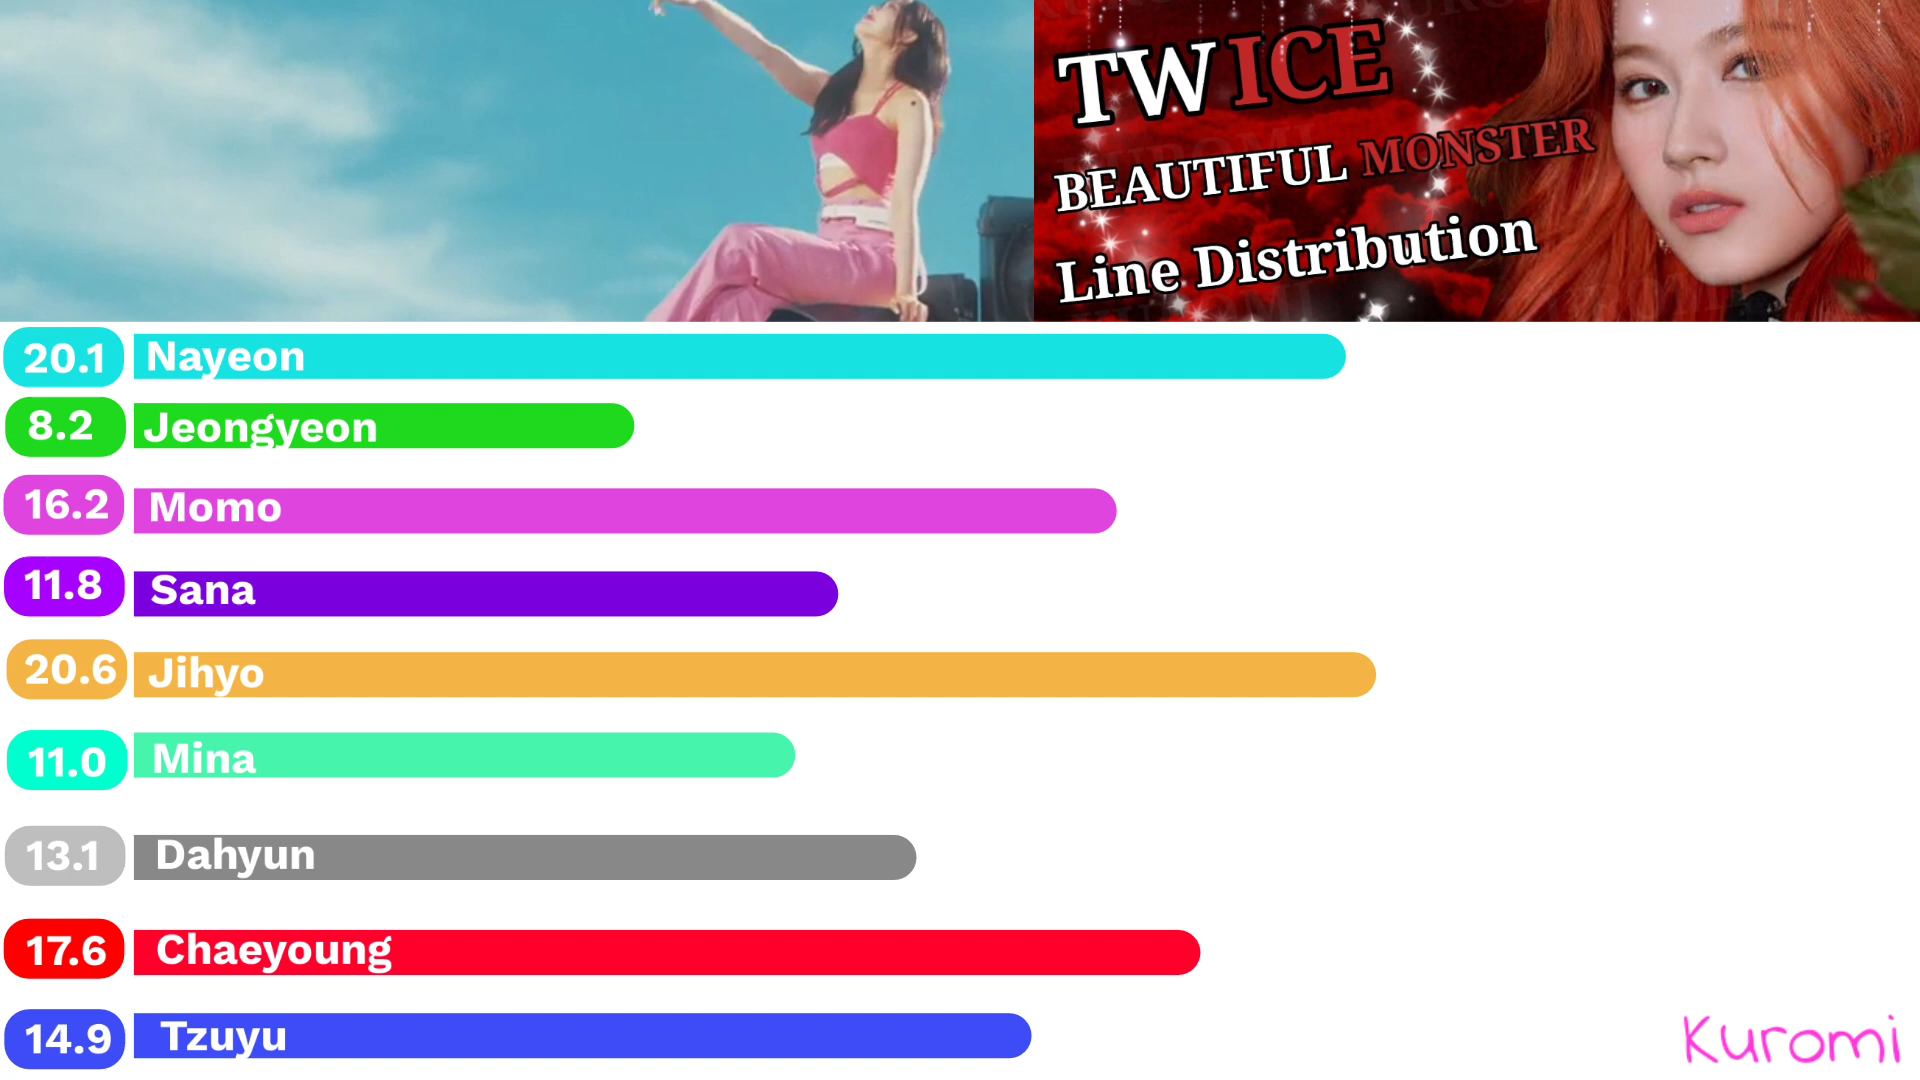 TWICE
BEAUTIFUL MONSTER
Line Distribution
20.1 Nayeon
8.2 Jeongyeon
16.2 Momo
11.8 Sana
20.6 Jihyo
11.0 Mina
13.1 Dahyun
17.6 Chaeyoung
14.9 Tzuyu
Kuromi